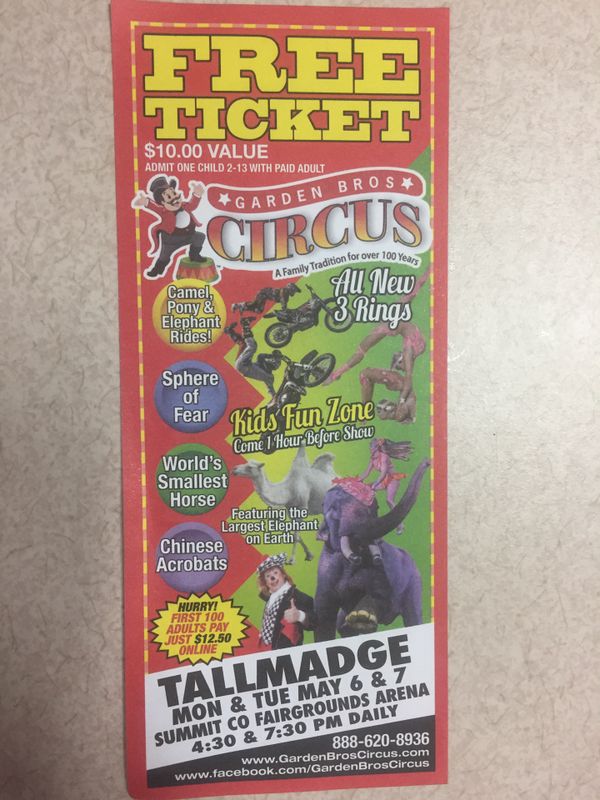 FREE
TICKET
$10.00 VALUE
ADMIT ONE CHILD 2-13 WITH PAID ADULT
GARDEN BROS
CIRCUS
A Family Tradition for over 100 Years
All New
3 Rings
Camel,
Pony &
Elephant
Rides!
Sphere
of
Fear
Kids' Fun Zone
Come 1 Hour Before Show
World's
Smallest
Horse
Featuring the
Largest Elephant
on Earth
Chinese
Acrobats
HURRY!
FIRST 100
ADULTS PAY
JUST $12.50
ONLINE
TALLMADGE
MON & TUE MAY 6 & 7
SUMMIT CO FAIRGROUNDS ARENA
4:30 & 7:30 PM DAILY
888-620-8936
www.GardenBrosCircus.com
www.facebook.com/GardenBrosCircus